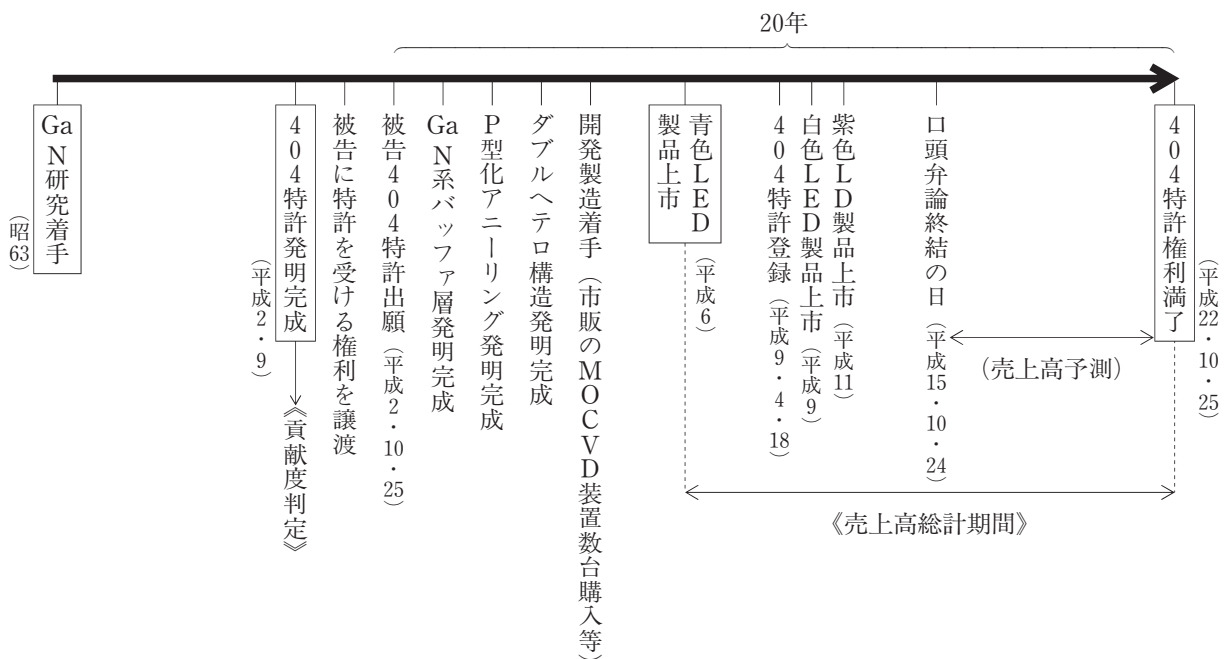 20年
GaN研究着手
（昭63）
404特許発明完成
（平成2・9）
《貢献度判定》
被告に特許を受ける権利を譲渡
被告404特許出願（平成2・10・25）
GaN系バッファ層発明完成
P型化アニーリング発明完成
ダブルヘテロ構造発明完成
開発製造着手（市販のMOCVD装置数台購入等）
青色LED
製品上市
（平成6）
404特許登録（平成9・4・18）
白色LED製品上市（平成9）
紫色LD製品上市（平成11）
口頭弁論終結の日（平成15・10・24）
（売上高予測）
404特許権利満了
（平成22・10・25）
《売上高総計期間》